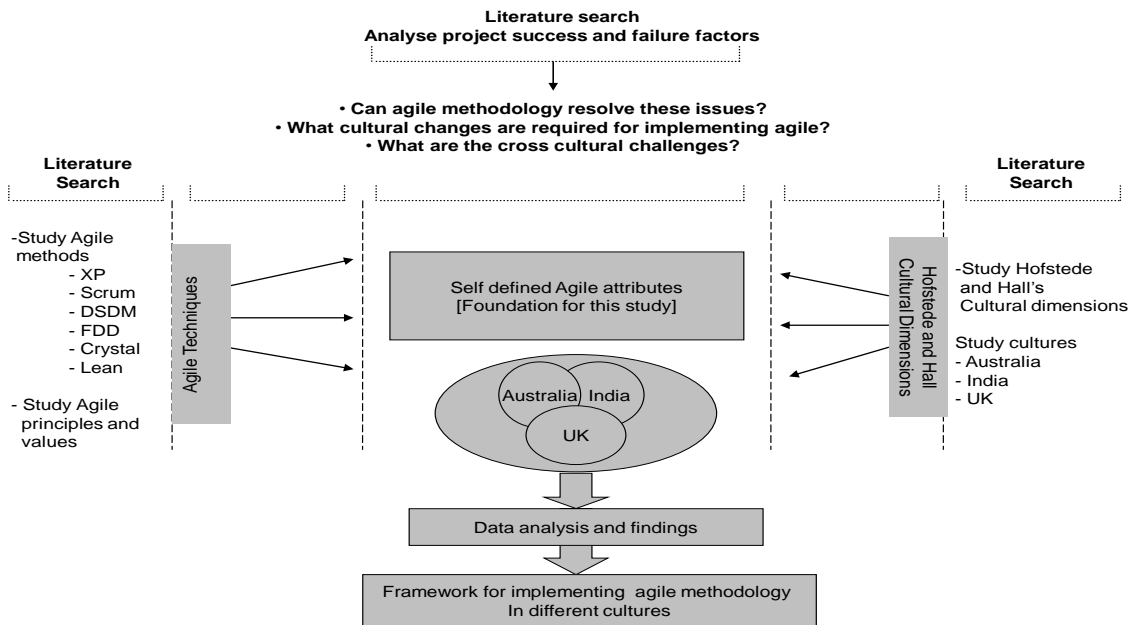 Literature search
Analyse project success and failure factors
• Can agile methodology resolve these issues?
• What cultural changes are required for implementing agile?
• What are the cross cultural challenges?
Literature
Search
-Study Agile
methods
- XP
- Scrum
- DSDM
- FDD
- Crystal
- Lean
- Study Agile
principles and
values
Agile Techniques
Self defined Agile attributes
[Foundation for this study]
Australia
India
UK
Data analysis and findings
Framework for implementing agile methodology
In different cultures
Hofstede and Hall
Cultural Dimensions
Literature
Search
-Study Hofstede
and Hall's
Cultural dimensions
Study cultures
- Australia
- India
- UK